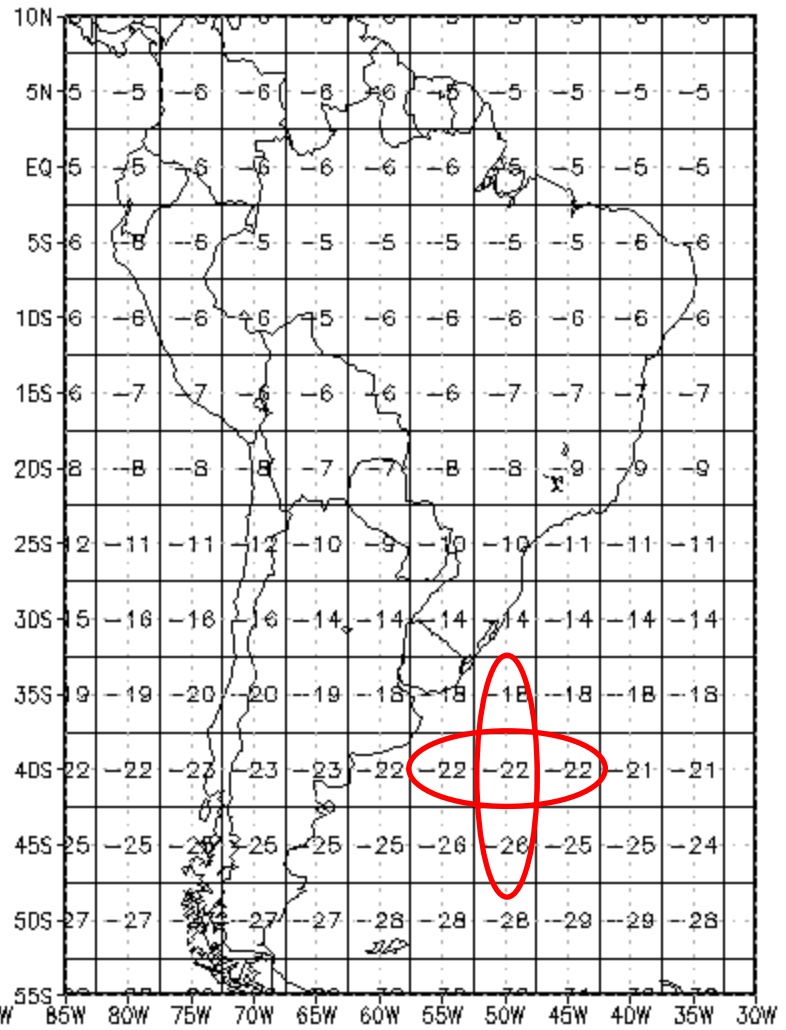 10N
5N 5 −5 −6 −6 −6 −5 −5 −5 −5 −5
EQ −5 −6 −6 −6 −6 −6 −5 −5 −5 −5
5S 6 −5 −5 −5 −5 −5 −5 −5 −6 −6
10S 6 −6 −6 −6 −5 −6 −6 −6 −6 −6 −6
15S 6 −7 −7 −6 −6 −6 −6 −7 −7 −7 −7
20S 8 −8 −8 −8 −7 −7 −8 −8 −9 −9 −9
25S 12 −11 −11 −12 −10 −9 −10 −10 −11 −11 −11
30S 15 −16 −16 −16 −14 −14 −14 −14 −14 −14 −14
35S 19 −19 −20 −20 −19 −18 −18 −18 −18 −18 −18
40S 22 −22 −23 −23 −23 −22 −22 −22 −22 −21 −21
45S 25 −25 −25 −25 −25 −26 −26 −25 −25 −24
50S 27 −27 −27 −27 −28 −28 −28 −29 −29 −28
55S
W 85W 80W 75W 70W 65W 60W 55W 50W 45W 40W 35W 30W